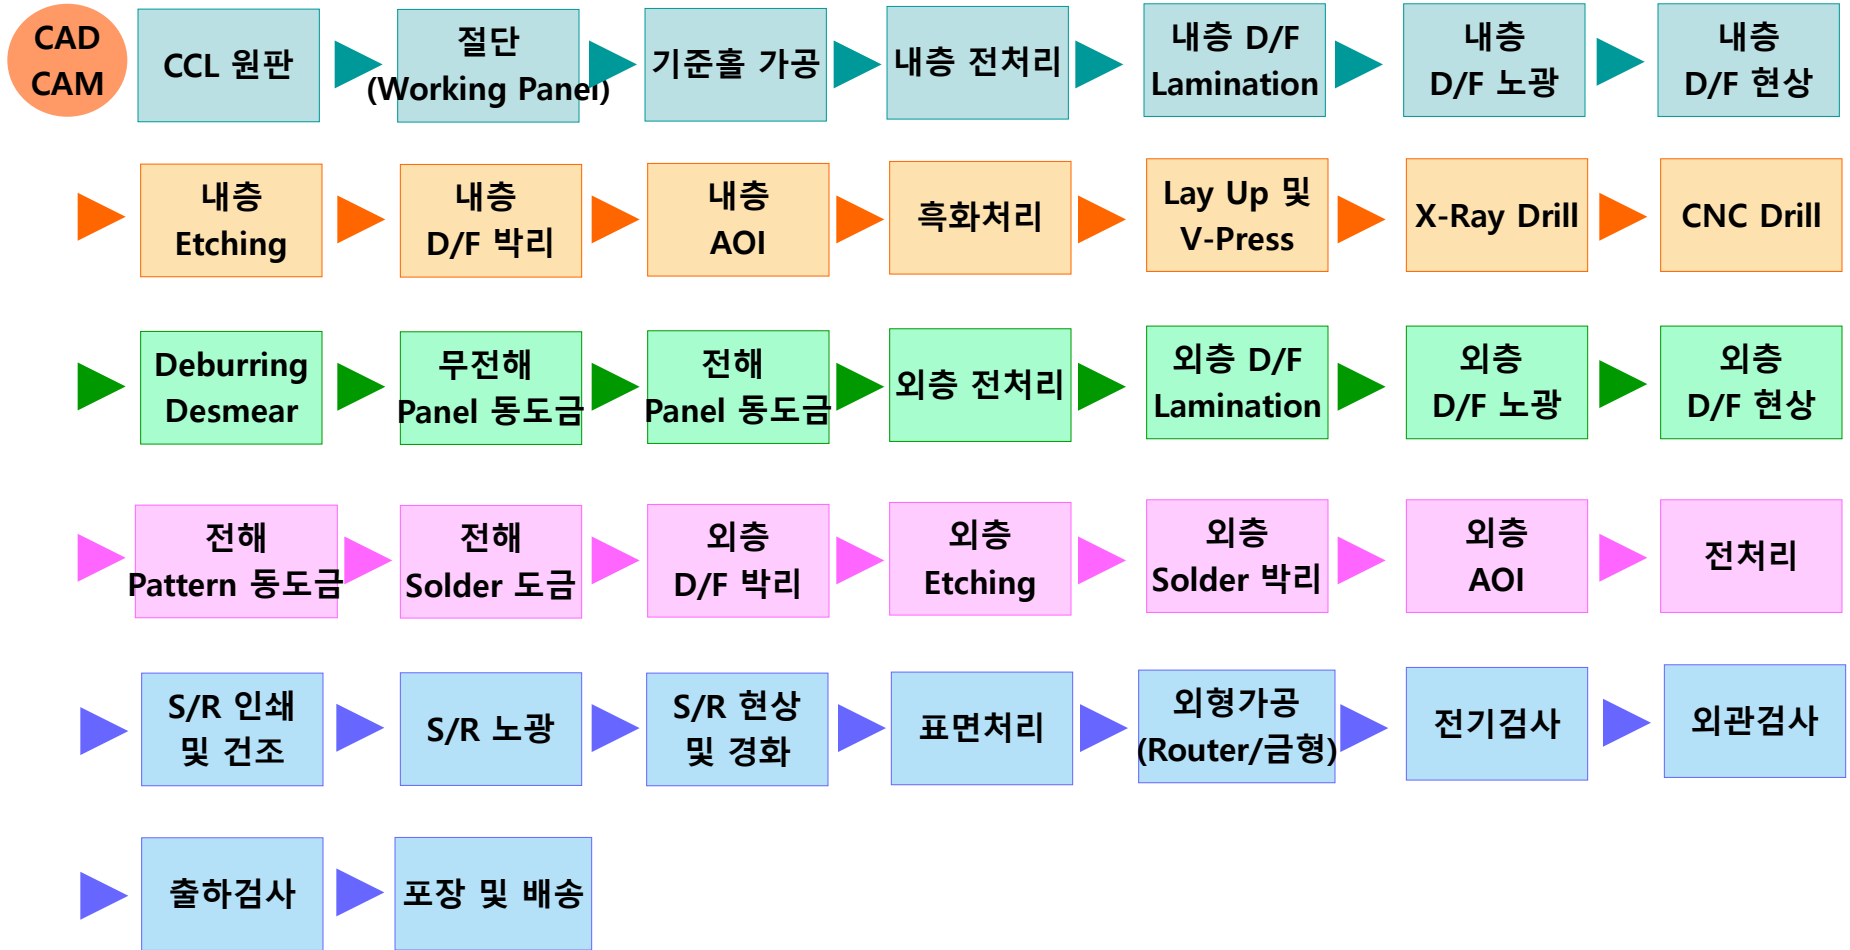 CAD
CAM
CCL 원판
절단
(Working Panel)
기준홀 가공
내층 전처리
내층 D/F
Lamination
내층
D/F 노광
내층
D/F 현상
내층
Etching
내층
D/F 박리
내층
AOI
흑화처리
Lay Up 및
V-Press
X-Ray Drill
CNC Drill
Deburring
Desmear
무전해
Panel 동도금
전해
Panel 동도금
외층 전처리
외층 D/F
Lamination
외층
D/F 노광
외층
D/F 현상
전해
Pattern 동도금
전해
Solder 도금
외층
D/F 박리
외층
Etching
외층
Solder 박리
외층
AOI
전처리
S/R 인쇄
및 건조
S/R 노광
S/R 현상
및 경화
표면처리
외형가공
(Router/금형)
전기검사
외관검사
출하검사
포장 및 배송